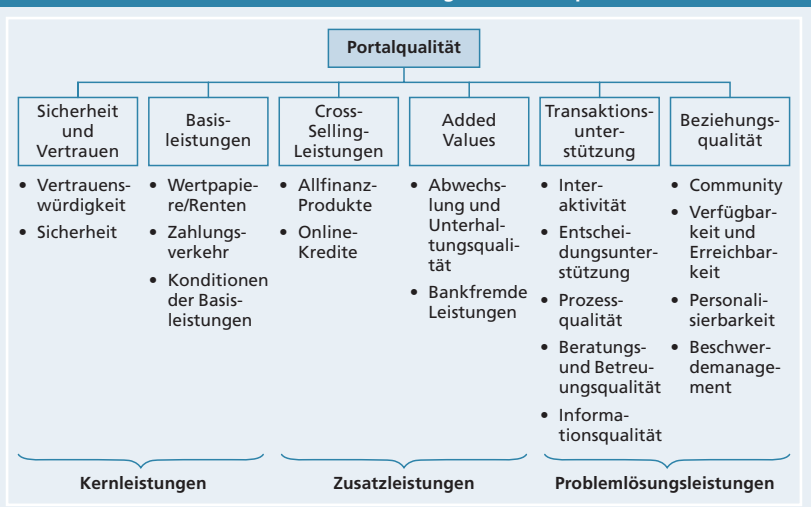 Portalqualität
Sicherheit
und
Vertrauen
Basis-
leistungen
Cross-
Selling-
Leistungen
Added
Values
Transaktions-
unter-
stützung
Beziehungs-
qualität
• Vertrauens-
würdigkeit
• Sicherheit
• Wertpapie-
re/Renten
• Zahlungs-
verkehr
• Konditionen
der Basis-
leistungen
• Allfinanz-
Produkte
• Online-
Kredite
• Abwechs-
lung und
Unterhal-
tungsquali-
tät
• Bankfremde
Leistungen
• Inter-
aktivität
• Entschei-
dungsunter-
stützung
• Prozess-
qualität
• Beratungs-
und Betreu-
ungsqualität
• Informa-
tionsqualität
• Community
• Verfügbar-
keit und
Erreichbar-
keit
• Personali-
sierbarkeit
• Beschwer-
demanage-
ment
Kernleistungen
Zusatzleistungen
Problemlösungsleistungen